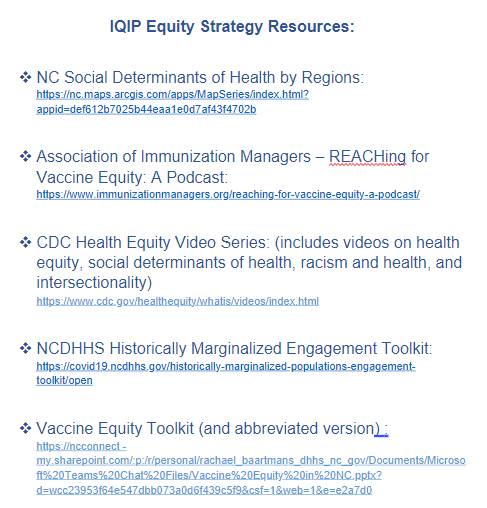 IQIP Equity Strategy Resources:
❖ NC Social Determinants of Health by Regions:
https://nc.maps.arcgis.com/apps/MapSeries/index.html?
appid=def612b7025b44eaa1e0d7af43f4702b
❖ Association of Immunization Managers – REACHing for
Vaccine Equity: A Podcast:
https://www.immunizationmanagers.org/reaching-for-vaccine-equity-a-podcast/
❖ CDC Health Equity Video Series: (includes videos on health
equity, social determinants of health, racism and health, and
intersectionality)
https://www.cdc.gov/healthequity/whatis/videos/index.html
❖ NCDHHS Historically Marginalized Engagement Toolkit:
https://covid19.ncdhhs.gov/historically-marginalized-populations-engagement-
toolkit/open
❖ Vaccine Equity Toolkit (and abbreviated version) :
https://ncconnect -
my.sharepoint.com/:p:/r/personal/rachael_baartmans_dhhs_nc_gov/Documents/Microso
ft%20Teams%20Chat%20Files/Vaccine%20Equity%20in%20NC.pptx?
d=wcc23953f64e547dbb073a0d6f439c5f9&csf=1&web=1&e=e2a7d0